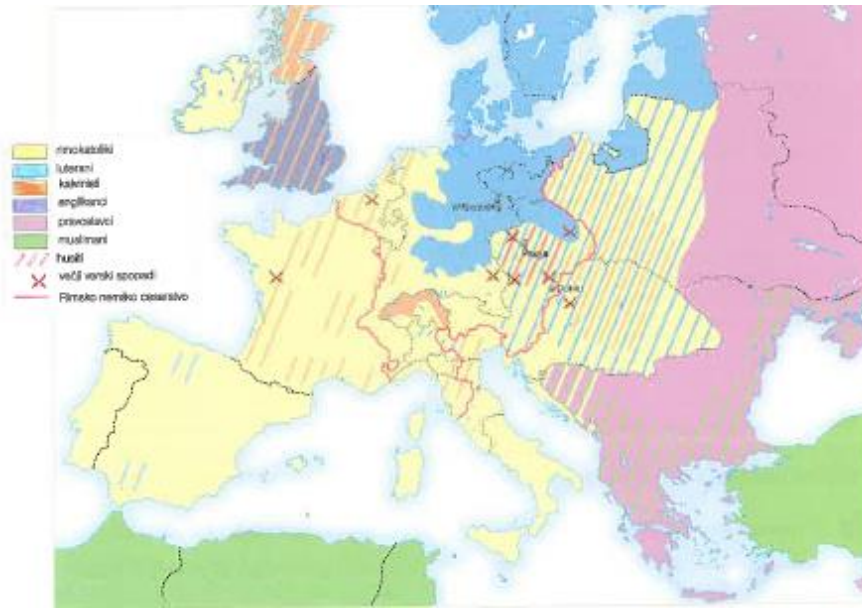 rimokatoliki
luterani
kalvinisti
anglikanci
pravoslavci
muslimani
husiti
večji verski spopadi
Rimsko nemško cesarstvo
Praga